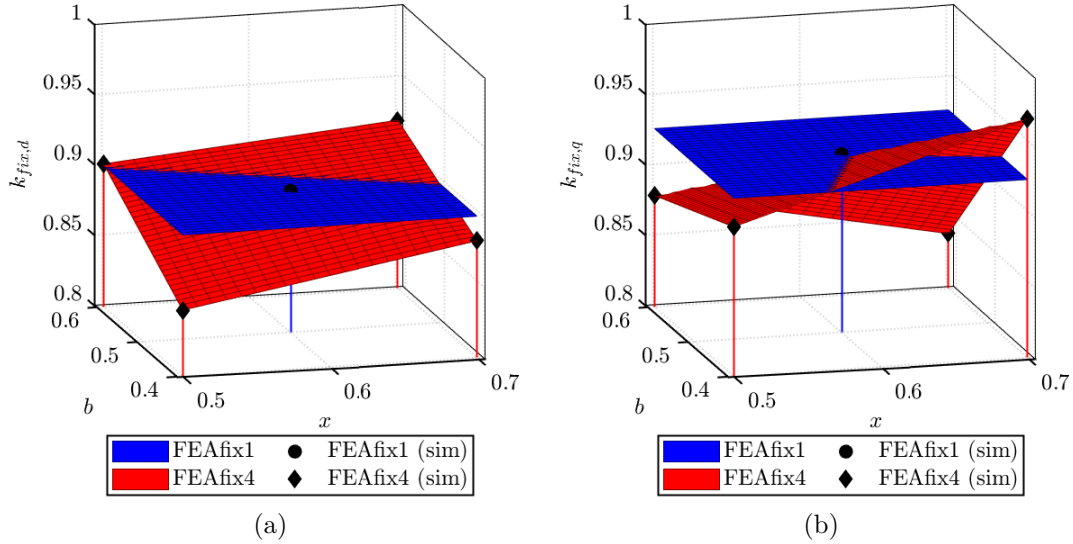 1
0.95
0.9
0.85
0.8
k_{fix,d}
0.6
0.5
0.4
b
0.5
0.6
0.7
x
FEAfix1
FEAfix1 (sim)
FEAfix4
FEAfix4 (sim)
(a)
1
0.95
0.9
0.85
0.8
k_{fix,q}
0.6
0.5
0.4
b
0.5
0.6
0.7
x
FEAfix1
FEAfix1 (sim)
FEAfix4
FEAfix4 (sim)
(b)